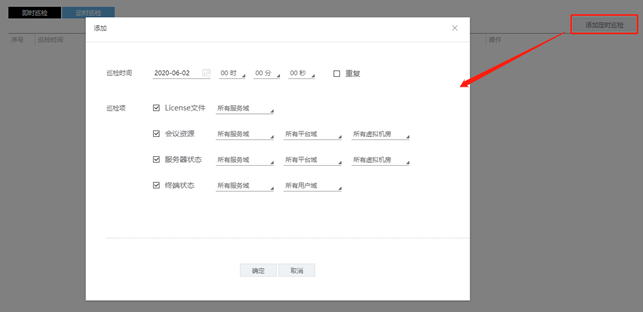 即时巡检 定时巡检
添加定时巡检
序号 巡检时间 操作
添加
巡检时间 2020-06-02 00 时 00 分 00 秒 重复
巡检项 License文件 所有服务域
会议资源 所有服务域 所有平台域 所有虚拟机房
服务器状态 所有服务域 所有平台域 所有虚拟机房
终端状态 所有服务域 所有用户域
确定 取消